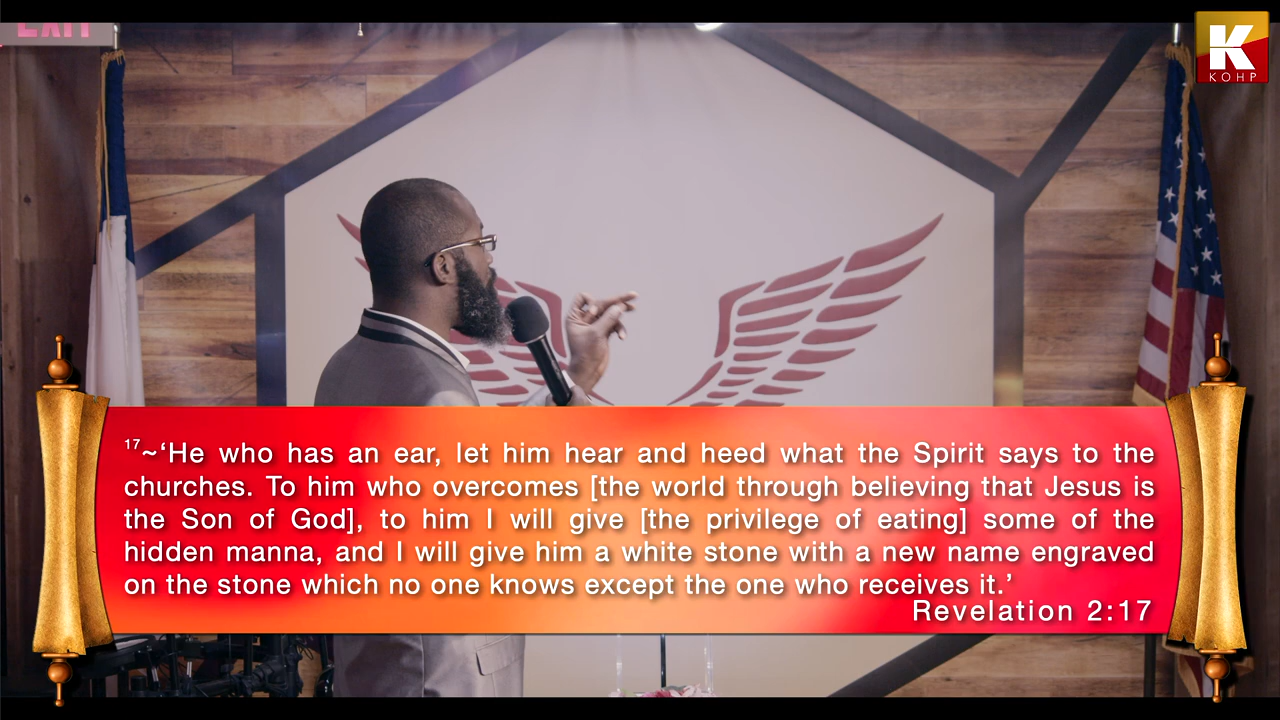 EXIT
K
KOHP
17~‘He who has an ear, let him hear and heed what the Spirit says to the
churches. To him who overcomes [the world through believing that Jesus is
the Son of God], to him I will give [the privilege of eating] some of the
hidden manna, and I will give him a white stone with a new name engraved
on the stone which no one knows except the one who receives it.’
Revelation 2:17